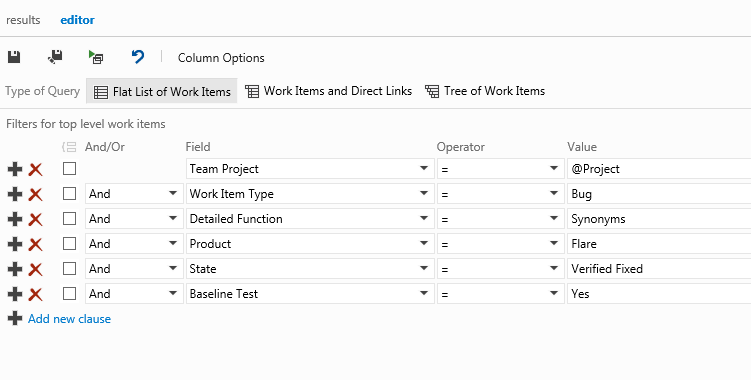 results editor
Column Options
Type of Query Flat List of Work Items Work Items and Direct Links Tree of Work Items
Filters for top level work items
And/Or Field Operator Value
Team Project = @Project
And Work Item Type = Bug
And Detailed Function = Synonyms
And Product = Flare
And State = Verified Fixed
And Baseline Test = Yes
Add new clause